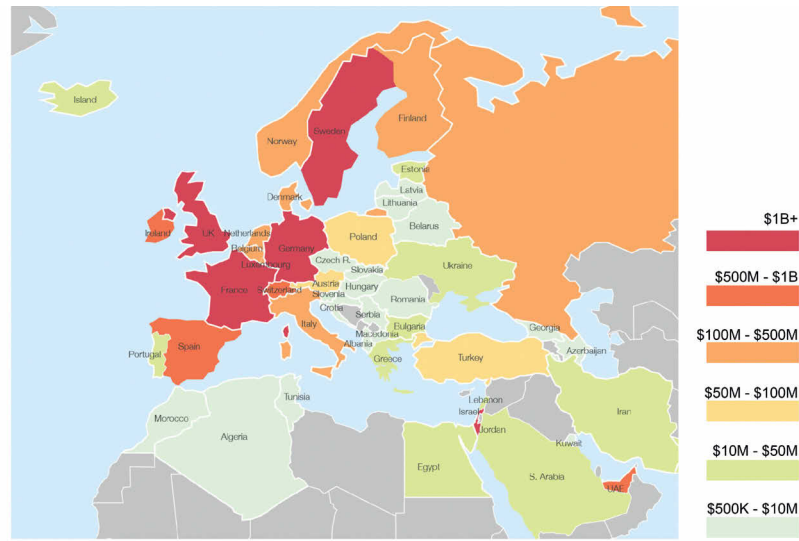 Island
Norway
Sweden
Finland
Estonia
Latvia
Lithuania
Denmark
Belarus
Ireland
UK
Netherlands
Belgium
Germany
Poland
Luxembourg
Czech R.
Slovakia
Ukraine
France
Switzerland
Austria
Hungary
Slovenia
Romania
Crotia
Italy
Serbia
Bulgaria
Macedonia
Albania
Georgia
Azerbaijan
Portugal
Spain
Greece
Turkey
Tunisia
Lebanon
Israel
Jorden
Iran
Morocco
Algeria
Kuwait
Egypt
S. Arabia
UAE
$1B+
$500M - $1B
$100M - $500M
$50M - $100M
$10M - $50M
$500K - $10M